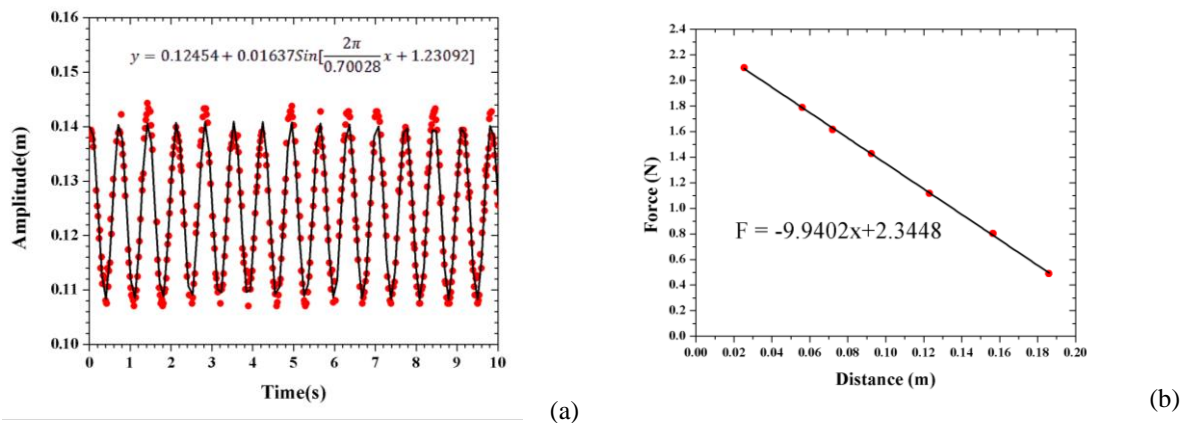 0.16
0.15
0.14
0.13
0.12
0.11
0.10
Amplitude(m)
y = 0.12454 + 0.01637Sin[\frac{2π}{0.70028}x + 1.23092]
0 1 2 3 4 5 6 7 8 9 10
Time(s)
(a)
2.4
2.2
2.0
1.8
1.6
1.4
1.2
1.0
0.8
0.6
0.4
0.2
0.0
Force (N)
F = -9.9402x+2.3448
0.00 0.02 0.04 0.06 0.08 0.10 0.12 0.14 0.16 0.18 0.20
Distance (m)
(b)